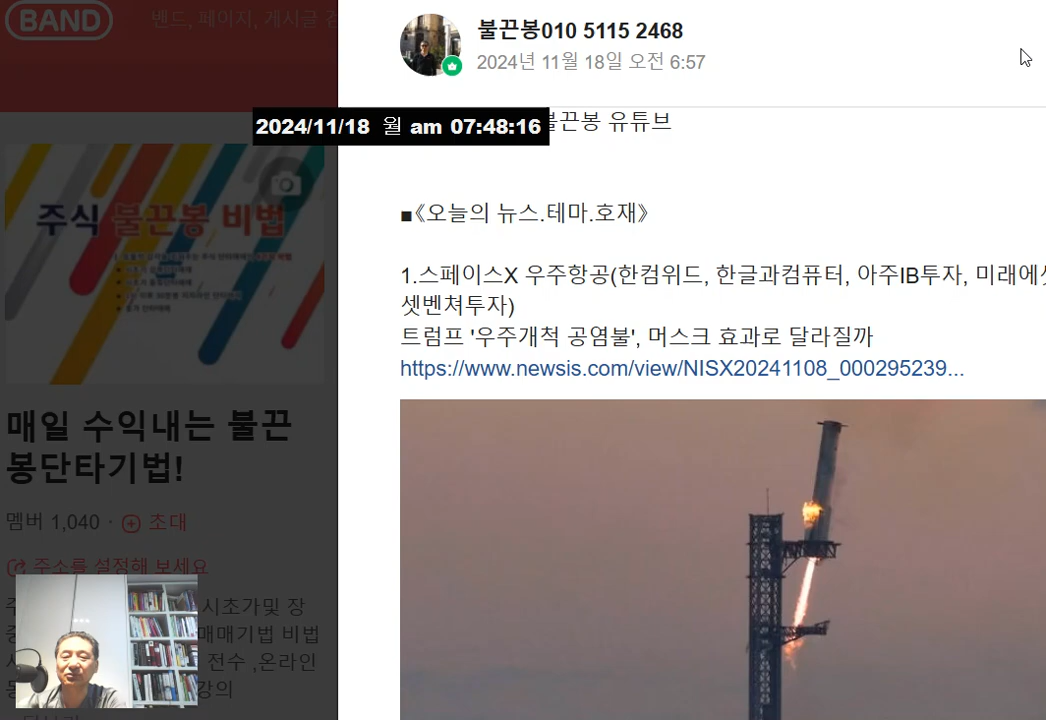 BAND
밴드, 페이지, 게시글 검
불끈봉010 5115 2468
2024년 11월 18일 오전 6:57
2024/11/18 월 am 07:48:16
불끈봉 유튜브
주식 불끈봉 비법
■《오늘의 뉴스.테마.호재》
1.스페이스X 우주항공(한컴위드, 한글과컴퓨터, 아주IB투자, 미래에셋
셋벤쳐투자)
트럼프 '우주개척 공염불', 머스크 효과로 달라질까
https://www.newsis.com/view/NISX20241108_000295239...
매일 수익내는 불끈
봉단타기법!
멤버 1,040 · 초대
주소를 설정해 보세요
시초가및 장
매매기법 비법
전수 ,온라인
강의